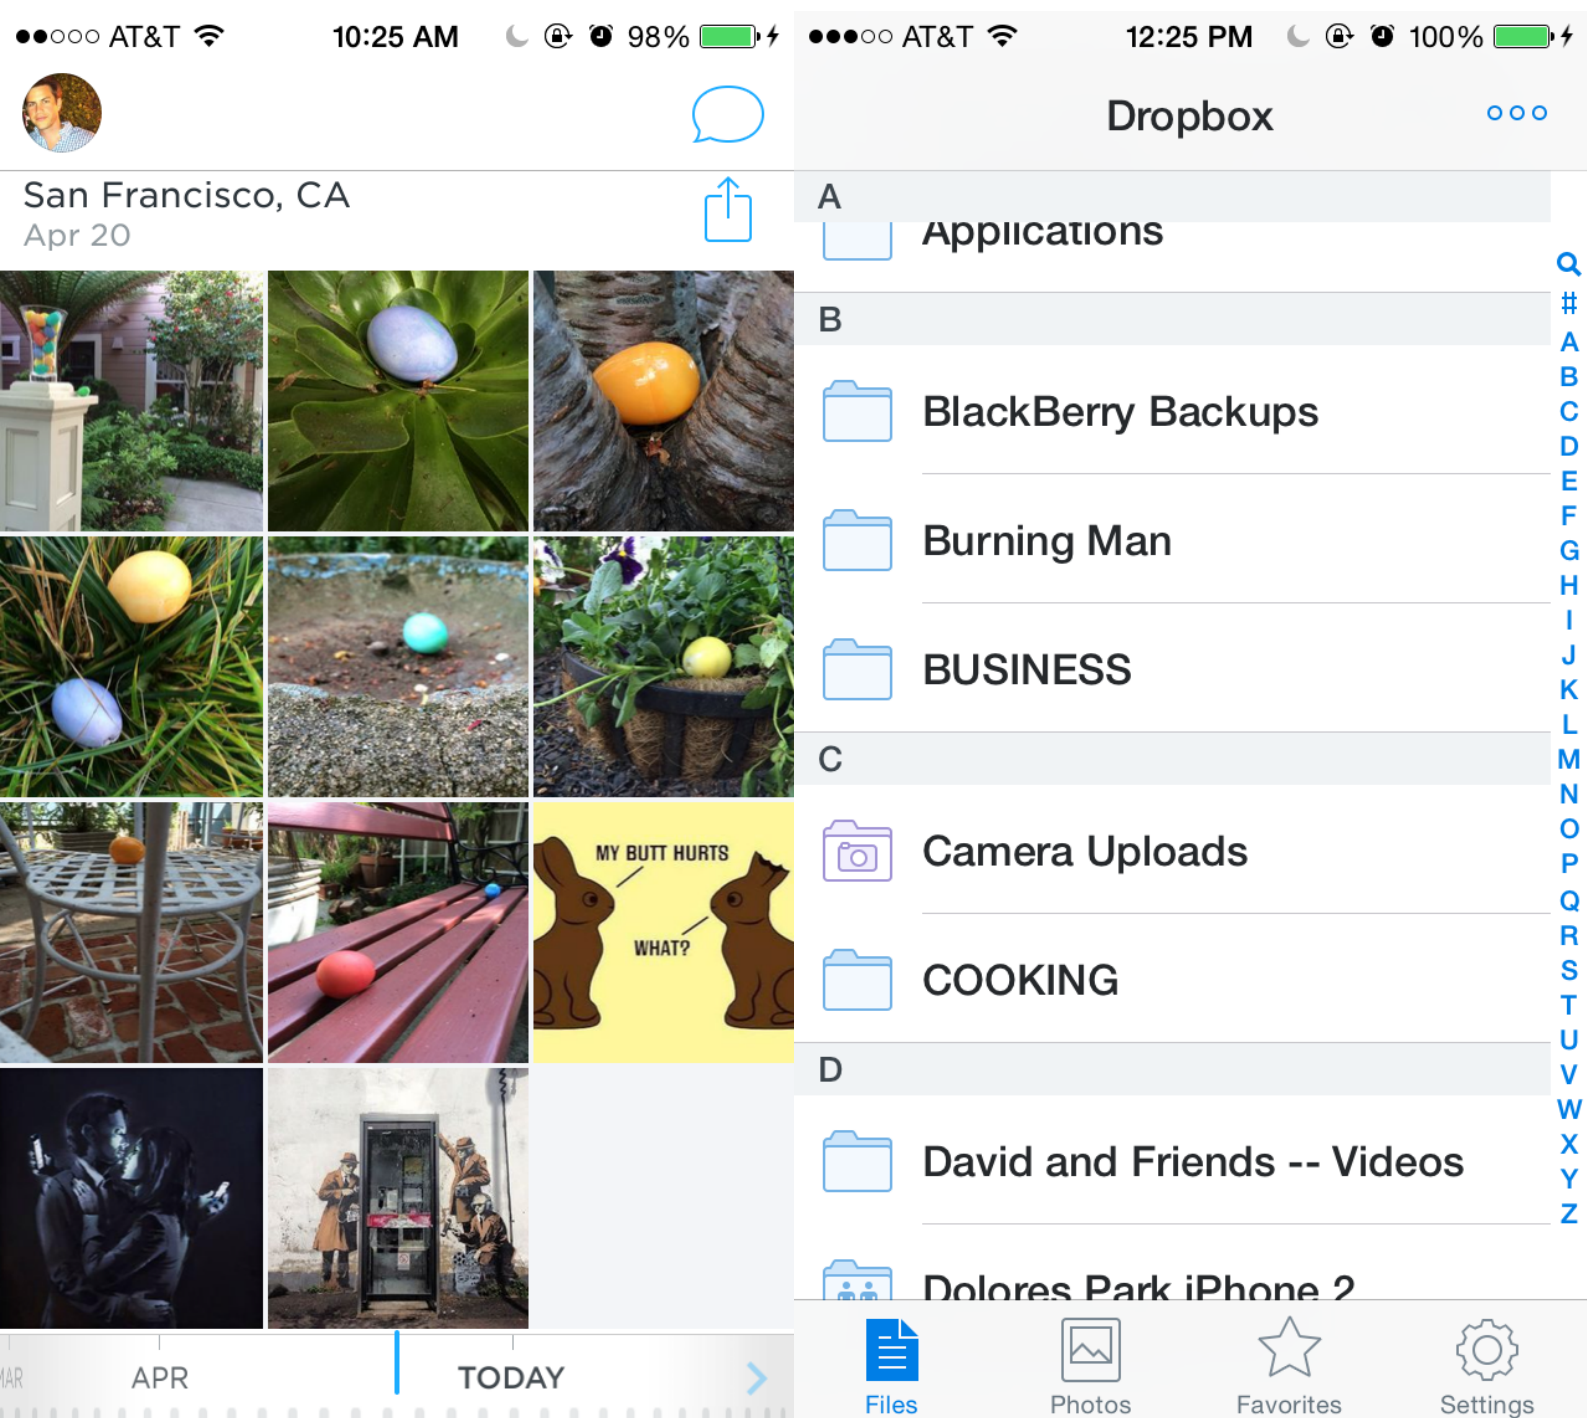 AT&T 10:25 AM 98%
San Francisco, CA
Apr 20
MY BUTT HURTS
WHAT?
MAR APR TODAY
AT&T 12:25 PM 100%
Dropbox
A
Applications
B
BlackBerry Backups
Burning Man
BUSINESS
C
Camera Uploads
COOKING
D
David and Friends -- Videos
Dolores Park iPhone 2
#
A
B
C
D
E
F
G
H
I
J
K
L
M
N
O
P
Q
R
S
T
U
V
W
X
Y
Z
Files Photos Favorites Settings